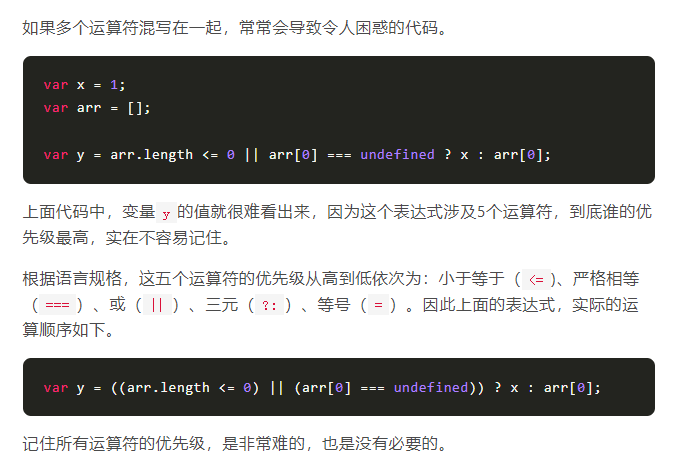 如果多个运算符混写在一起，常常会导致令人困惑的代码。
var x = 1;
var arr = [];
var y = arr.length <= 0 || arr[0] === undefined ? x : arr[0];
上面代码中，变量 y 的值就很难看出来，因为这个表达式涉及5个运算符，到底谁的优
先级最高，实在不容易记住。
根据语言规格，这五个运算符的优先级从高到低依次为：小于等于（ <= )、严格相等
（ === ）、或（ || ）、三元（ ?: ）、等号（ = ）。因此上面的表达式，实际的运
算顺序如下。
var y = ((arr.length <= 0) || (arr[0] === undefined)) ? x : arr[0];
记住所有运算符的优先级，是非常难的，也是没有必要的。